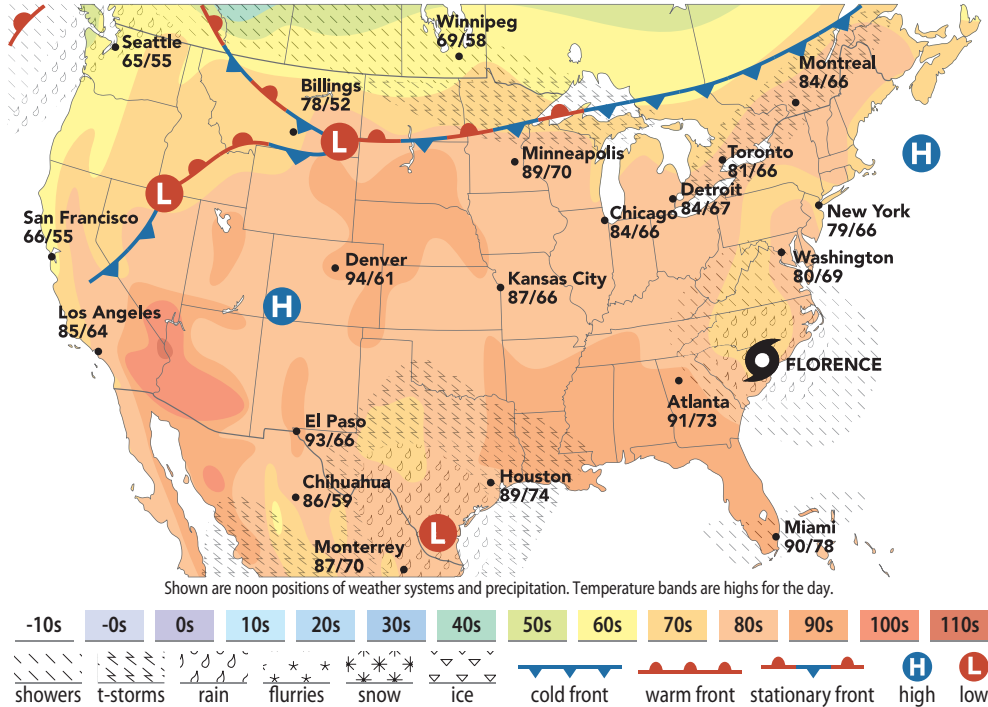 Winnipeg
69/58
Seattle
65/55
Montreal
84/66
Billings
78/52
L
H
Minneapolis
89/70
Toronto
81/66
L
Detroit
84/67
San Francisco
66/55
Chicago
84/66
New York
79/66
Denver
94/61
Washington
80/69
Kansas City
87/66
H
Los Angeles
85/64
FLORENCE
Atlanta
91/73
El Paso
93/66
Chihuahua
86/59
Houston
89/74
L
Miami
90/78
Monterrey
87/70
Shown are noon positions of weather systems and precipitation. Temperature bands are highs for the day.
-10s -0s 0s 10s 20s 30s 40s 50s 60s 70s 80s 90s 100s 110s
H L
showers t-storms rain flurries snow ice cold front warm front stationary front high low